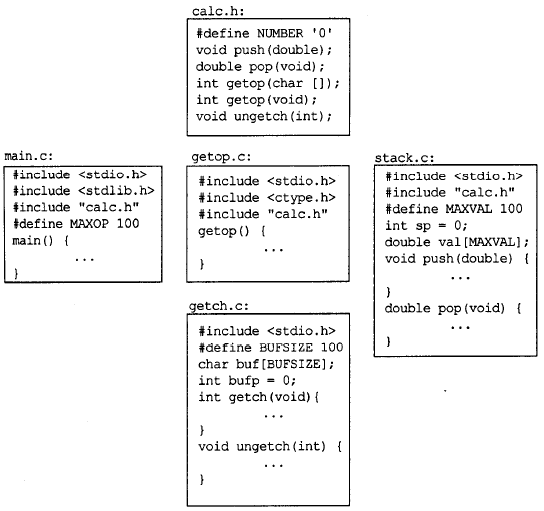 calc.h:
#define NUMBER '0'
void push(double);
double pop(void);
int getop(char []);
int getop(void);
void ungetch(int);
main.c:
#include <stdio.h>
#include <stdlib.h>
#include "calc.h"
#define MAXOP 100
main() {
...
}
getop.c:
#include <stdio.h>
#include <ctype.h>
#include "calc.h"
getop() {
...
}
stack.c:
#include <stdio.h>
#include "calc.h"
#define MAXVAL 100
int sp = 0;
double val[MAXVAL];
void push(double) {
...
}
double pop(void) {
...
}
getch.c:
#include <stdio.h>
#define BUFSIZE 100
char buf[BUFSIZE];
int bufp = 0;
int getch(void){
...
}
void ungetch(int) {
...
}